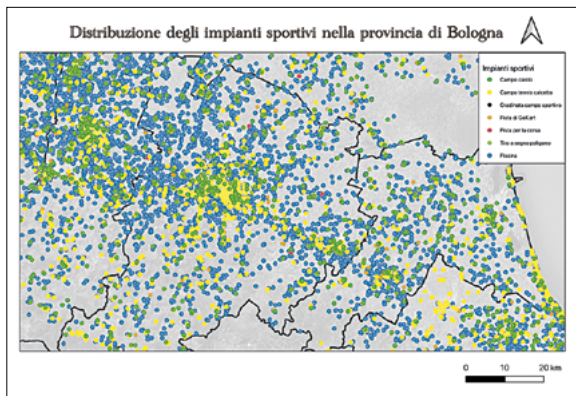 Distribuzione degli impianti sportivi nella provincia di Bologna
Impianti sportivi
Campo calcio
Campo tennis calcetto
Gradinata campo sportivo
Pista di GoKart
Pista per la corsa
Tiro a segno poligono
Piscina
0 10 20 km